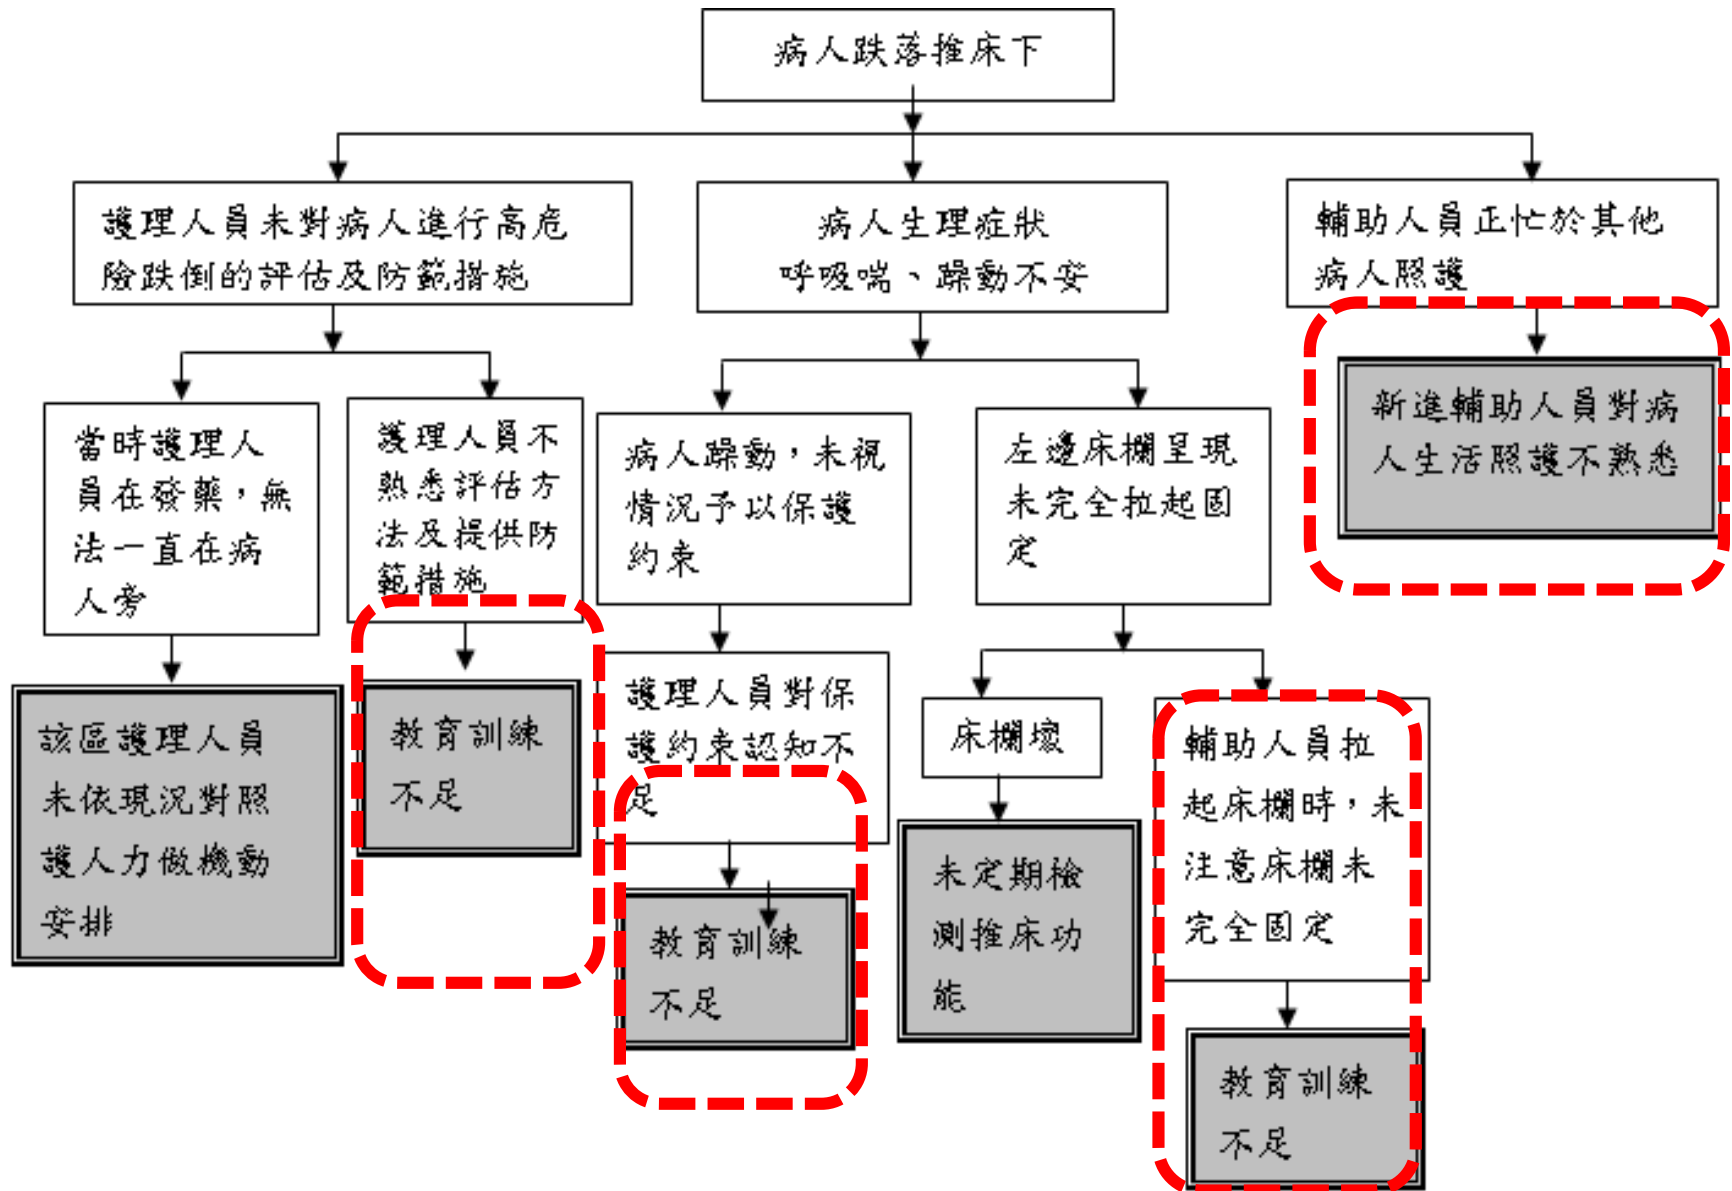 病人跌落推床下
護理人員未對病人進行高危
險跌倒的評估及防範措施
病人生理症狀
呼吸喘、躁動不安
輔助人員正忙於其他
病人照護
當時護理人
員在發藥，無
法一直在病
人旁
護理人員不
熟悉評估方
法及提供防
範措施
病人躁動，未視
情況予以保護
約束
左邊床欄呈現
未完全拉起固
定
新進輔助人員對病
人生活照護不熟悉
該區護理人員
未依現況對照
護人力做機動
安排
教育訓練
不足
護理人員對保
護約束認知不
足
教育訓練
不足
床欄壞
未定期檢
測推床功
能
輔助人員拉
起床欄時，未
注意床欄未
完全固定
教育訓練
不足